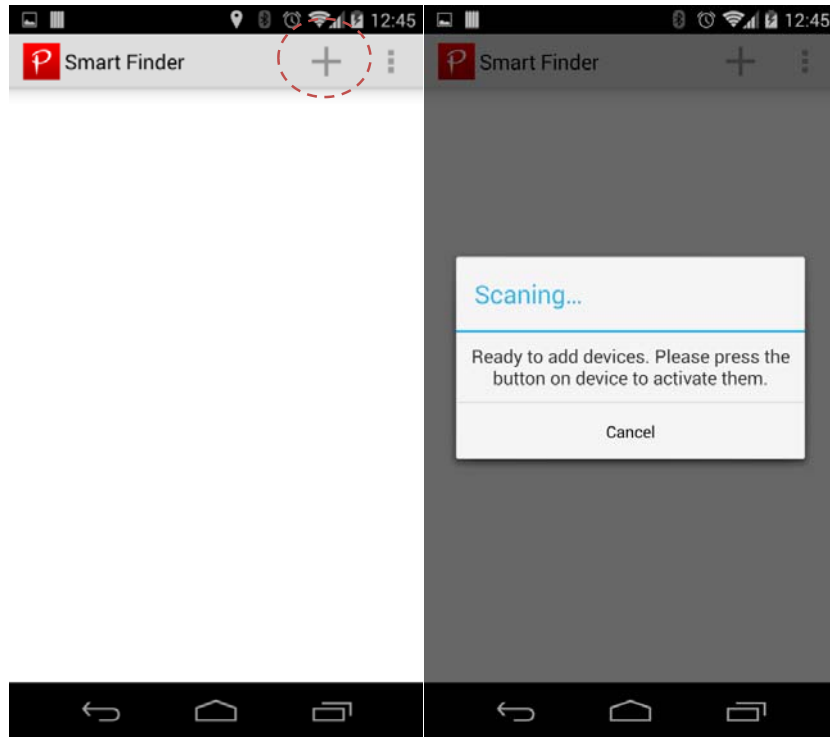 12:45
Smart Finder
12:45
Smart Finder
Scaning...
Ready to add devices. Please press the
button on device to activate them.
Cancel